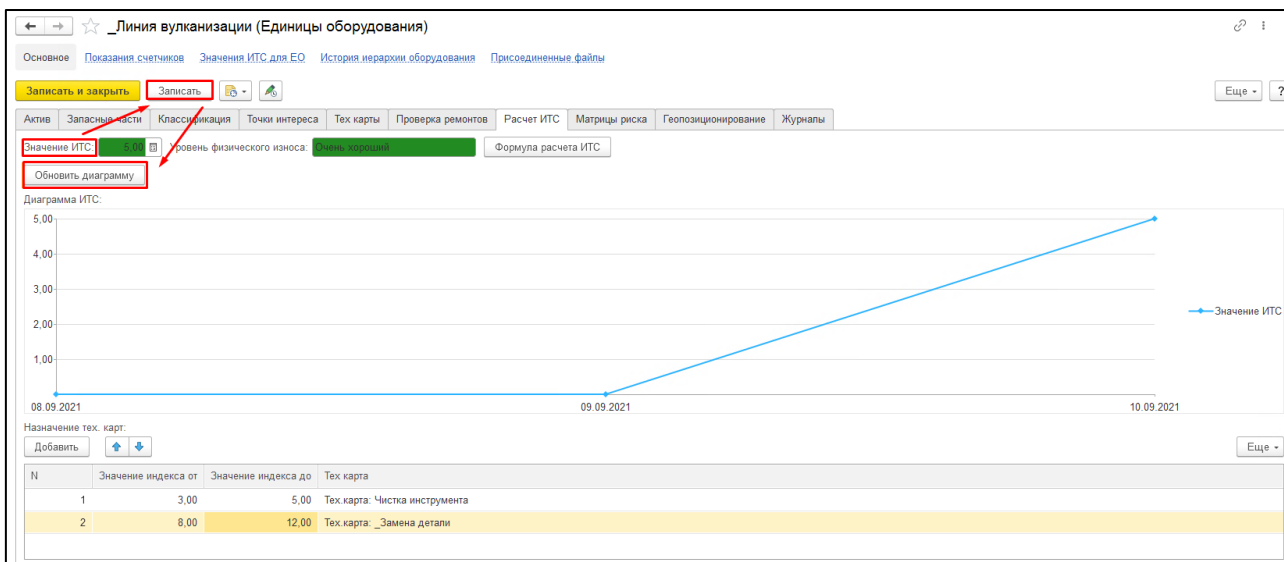 _Линия вулканизации (Единицы оборудования)
Основное Показания счетчиков Значения ИТС для ЕО История иерархии оборудования Присоединенные файлы
Записать и закрыть Записать Еще ?
Актив Запасные части Классификация Точки интереса Тех карты Проверка ремонтов Расчет ИТС Матрицы риска Геопозиционирование Журналы
Значение ИТС: 5,00 Уровень физического износа: Очень хороший Формула расчета ИТС
Обновить диаграмму
Диаграмма ИТС:
5,00
4,00
3,00
Значение ИТС
2,00
1,00
08.09.2021 09.09.2021 10.09.2021
Назначение тех. карт:
Добавить Еще
N Значение индекса от Значение индекса до Тех карта
1 3,00 5,00 Тех.карта: Чистка инструмента
2 8,00 12,00 Тех.карта: _Замена детали